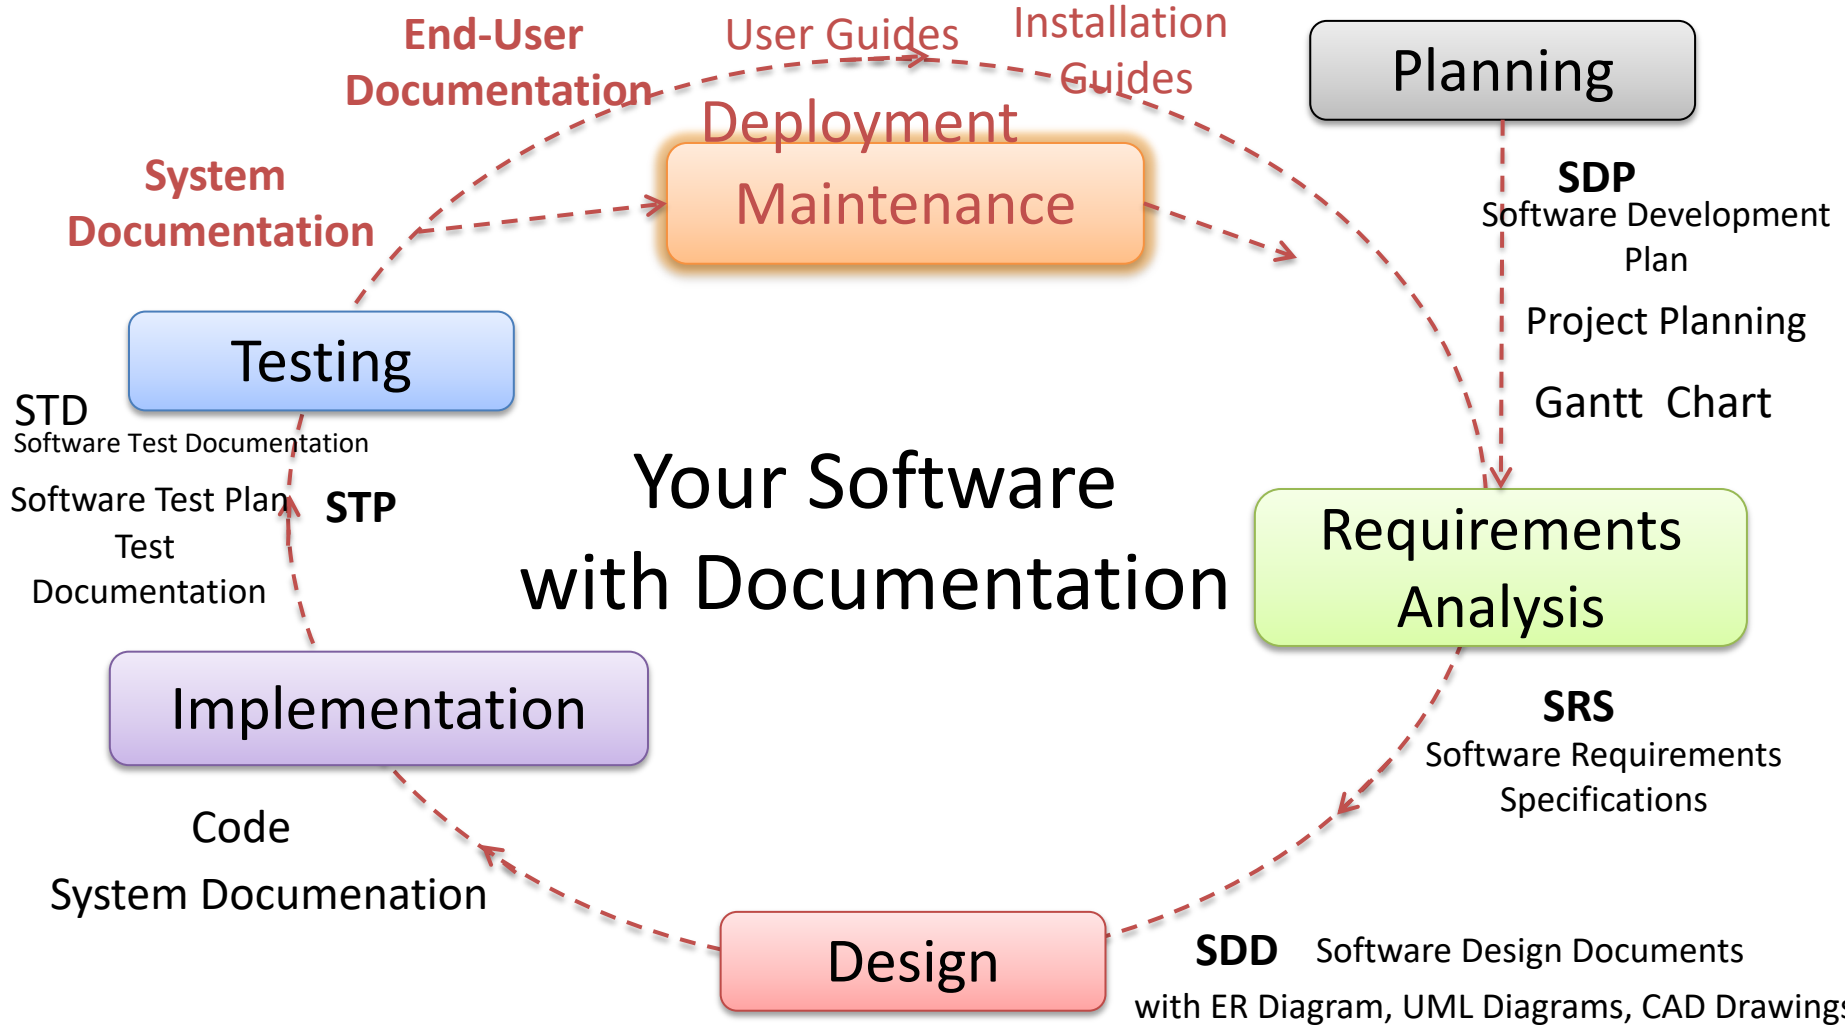 End-User
Documentation
User Guides
Installation
Guides
Planning
Deployment
Maintenance
System
Documentation
SDP
Software Development
Plan
Project Planning
Gantt Chart
Testing
STD
Software Test Documentation
Software Test Plan
Test
Documentation
STP
Your Software
with Documentation
Requirements
Analysis
Implementation
SRS
Software Requirements
Specifications
Code
System Documenation
Design
SDD Software Design Documents
with ER Diagram, UML Diagrams, CAD Drawings